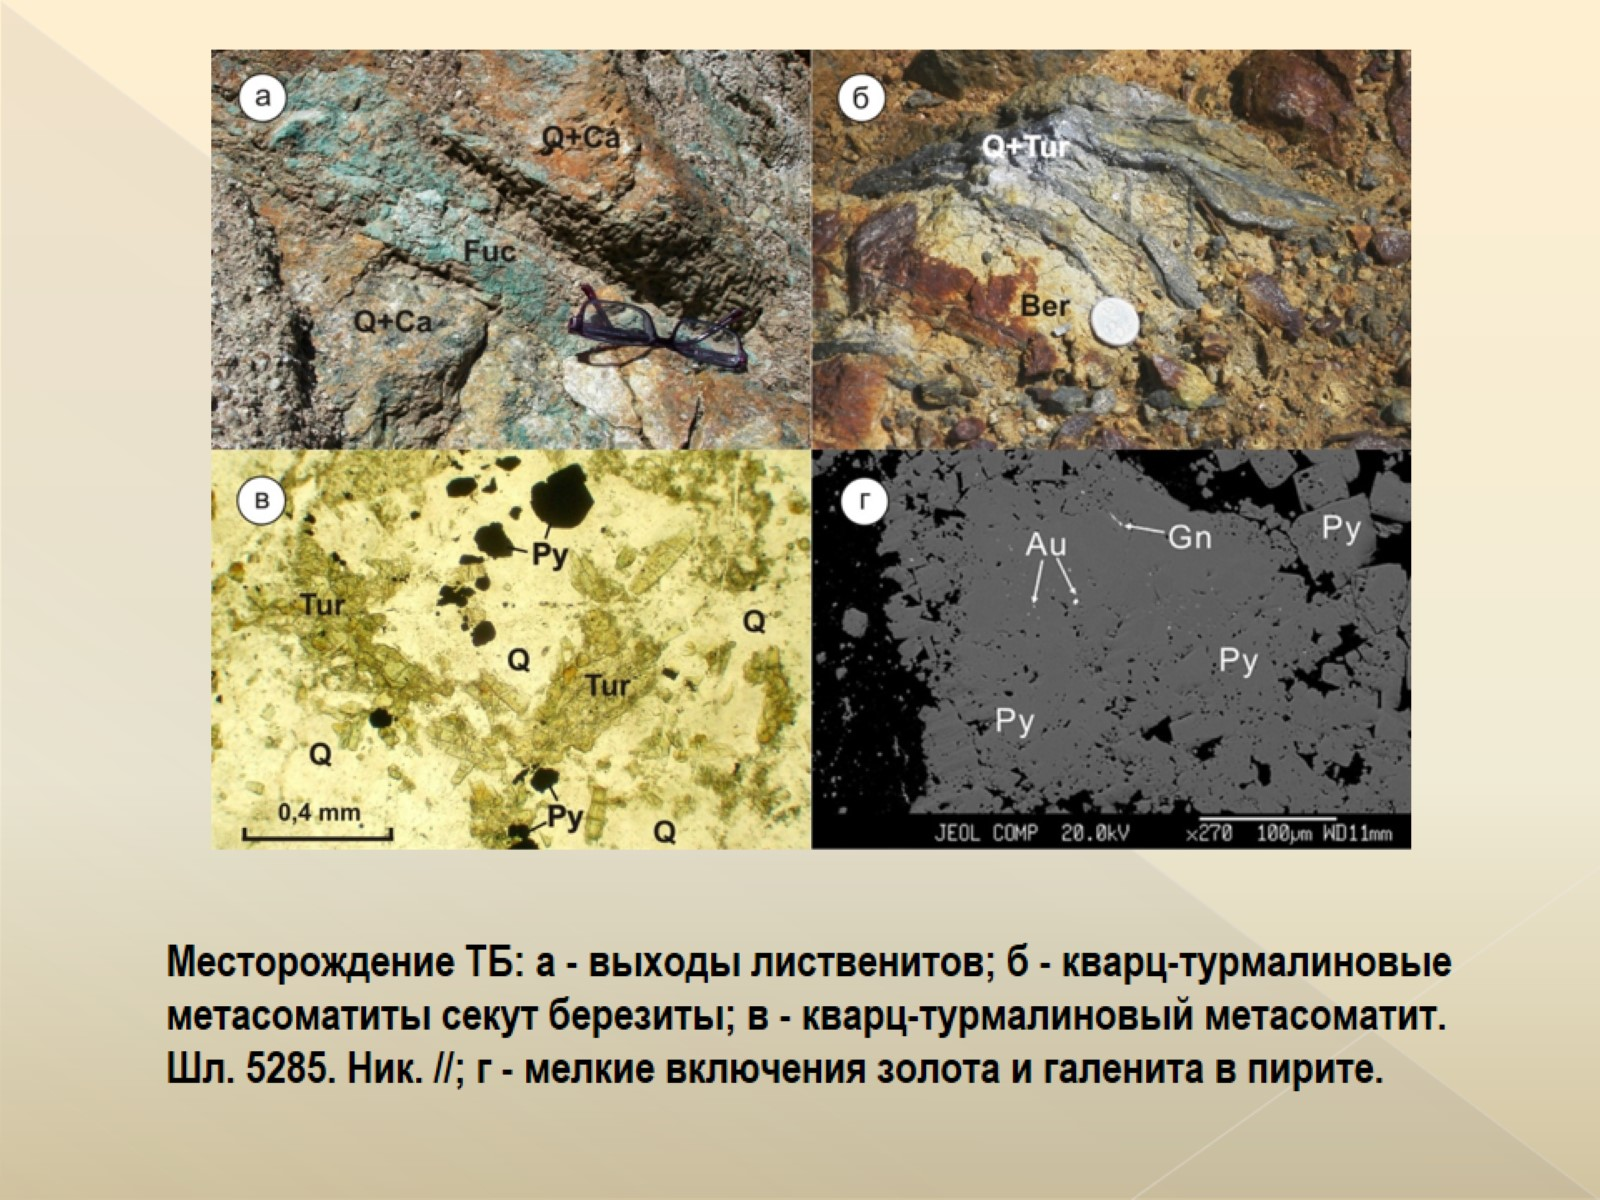 а
б
Q+Ca
Q+Tur
Fuc
Q+Ca
Ber
в
г
Py
Py
Au
Gn
Tur
Q
Q
Py
Tur
Py
Q
0,4 mm
Py
Q
JEOL COMP 20.0kV x270 100µm WD11mm
Месторождение ТБ: а - выходы лиственитов; б - кварц-турмалиновые
метасоматиты секут березиты; в - кварц-турмалиновый метасоматит.
Шл. 5285. Ник. //; г - мелкие включения золота и галенита в пирите.